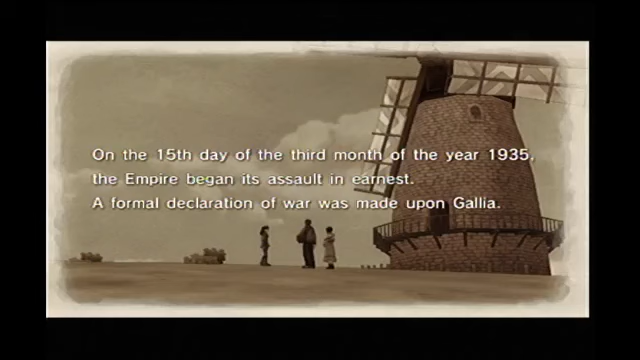 On the 15th day of the third month of the year 1935,
the Empire began its assault in earnest.
A formal declaration of war was made upon Gallia.